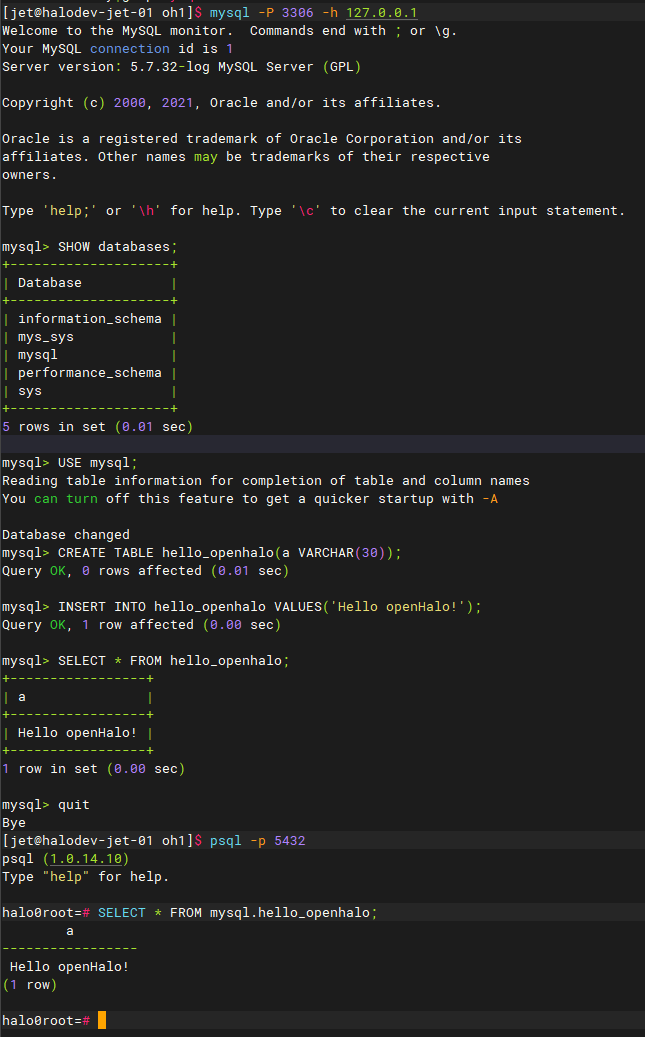 [jet@halodev-jet-01 oh1]$ mysql -P 3306 -h 127.0.0.1
Welcome to the MySQL monitor.  Commands end with ; or \g.
Your MySQL connection id is 1
Server version: 5.7.32-log MySQL Server (GPL)

Copyright (c) 2000, 2021, Oracle and/or its affiliates.

Oracle is a registered trademark of Oracle Corporation and/or its
affiliates. Other names may be trademarks of their respective
owners.

Type 'help;' or '\h' for help. Type '\c' to clear the current input statement.

mysql> SHOW databases;
+--------------------+
| Database           |
+--------------------+
| information_schema |
| mys_sys            |
| mysql              |
| performance_schema |
| sys                |
+--------------------+
5 rows in set (0.01 sec)

mysql> USE mysql;
Reading table information for completion of table and column names
You can turn off this feature to get a quicker startup with -A

Database changed
mysql> CREATE TABLE hello_openhalo(a VARCHAR(30));
Query OK, 0 rows affected (0.01 sec)

mysql> INSERT INTO hello_openhalo VALUES('Hello openHalo!');
Query OK, 1 row affected (0.00 sec)

mysql> SELECT * FROM hello_openhalo;
+-----------------+
| a               |
+-----------------+
| Hello openHalo! |
+-----------------+
1 row in set (0.00 sec)

mysql> quit
Bye
[jet@halodev-jet-01 oh1]$ psql -p 5432
psql (1.0.14.10)
Type "help" for help.

halo0root=# SELECT * FROM mysql.hello_openhalo;
        a
-----------------
 Hello openHalo!
(1 row)

halo0root=#